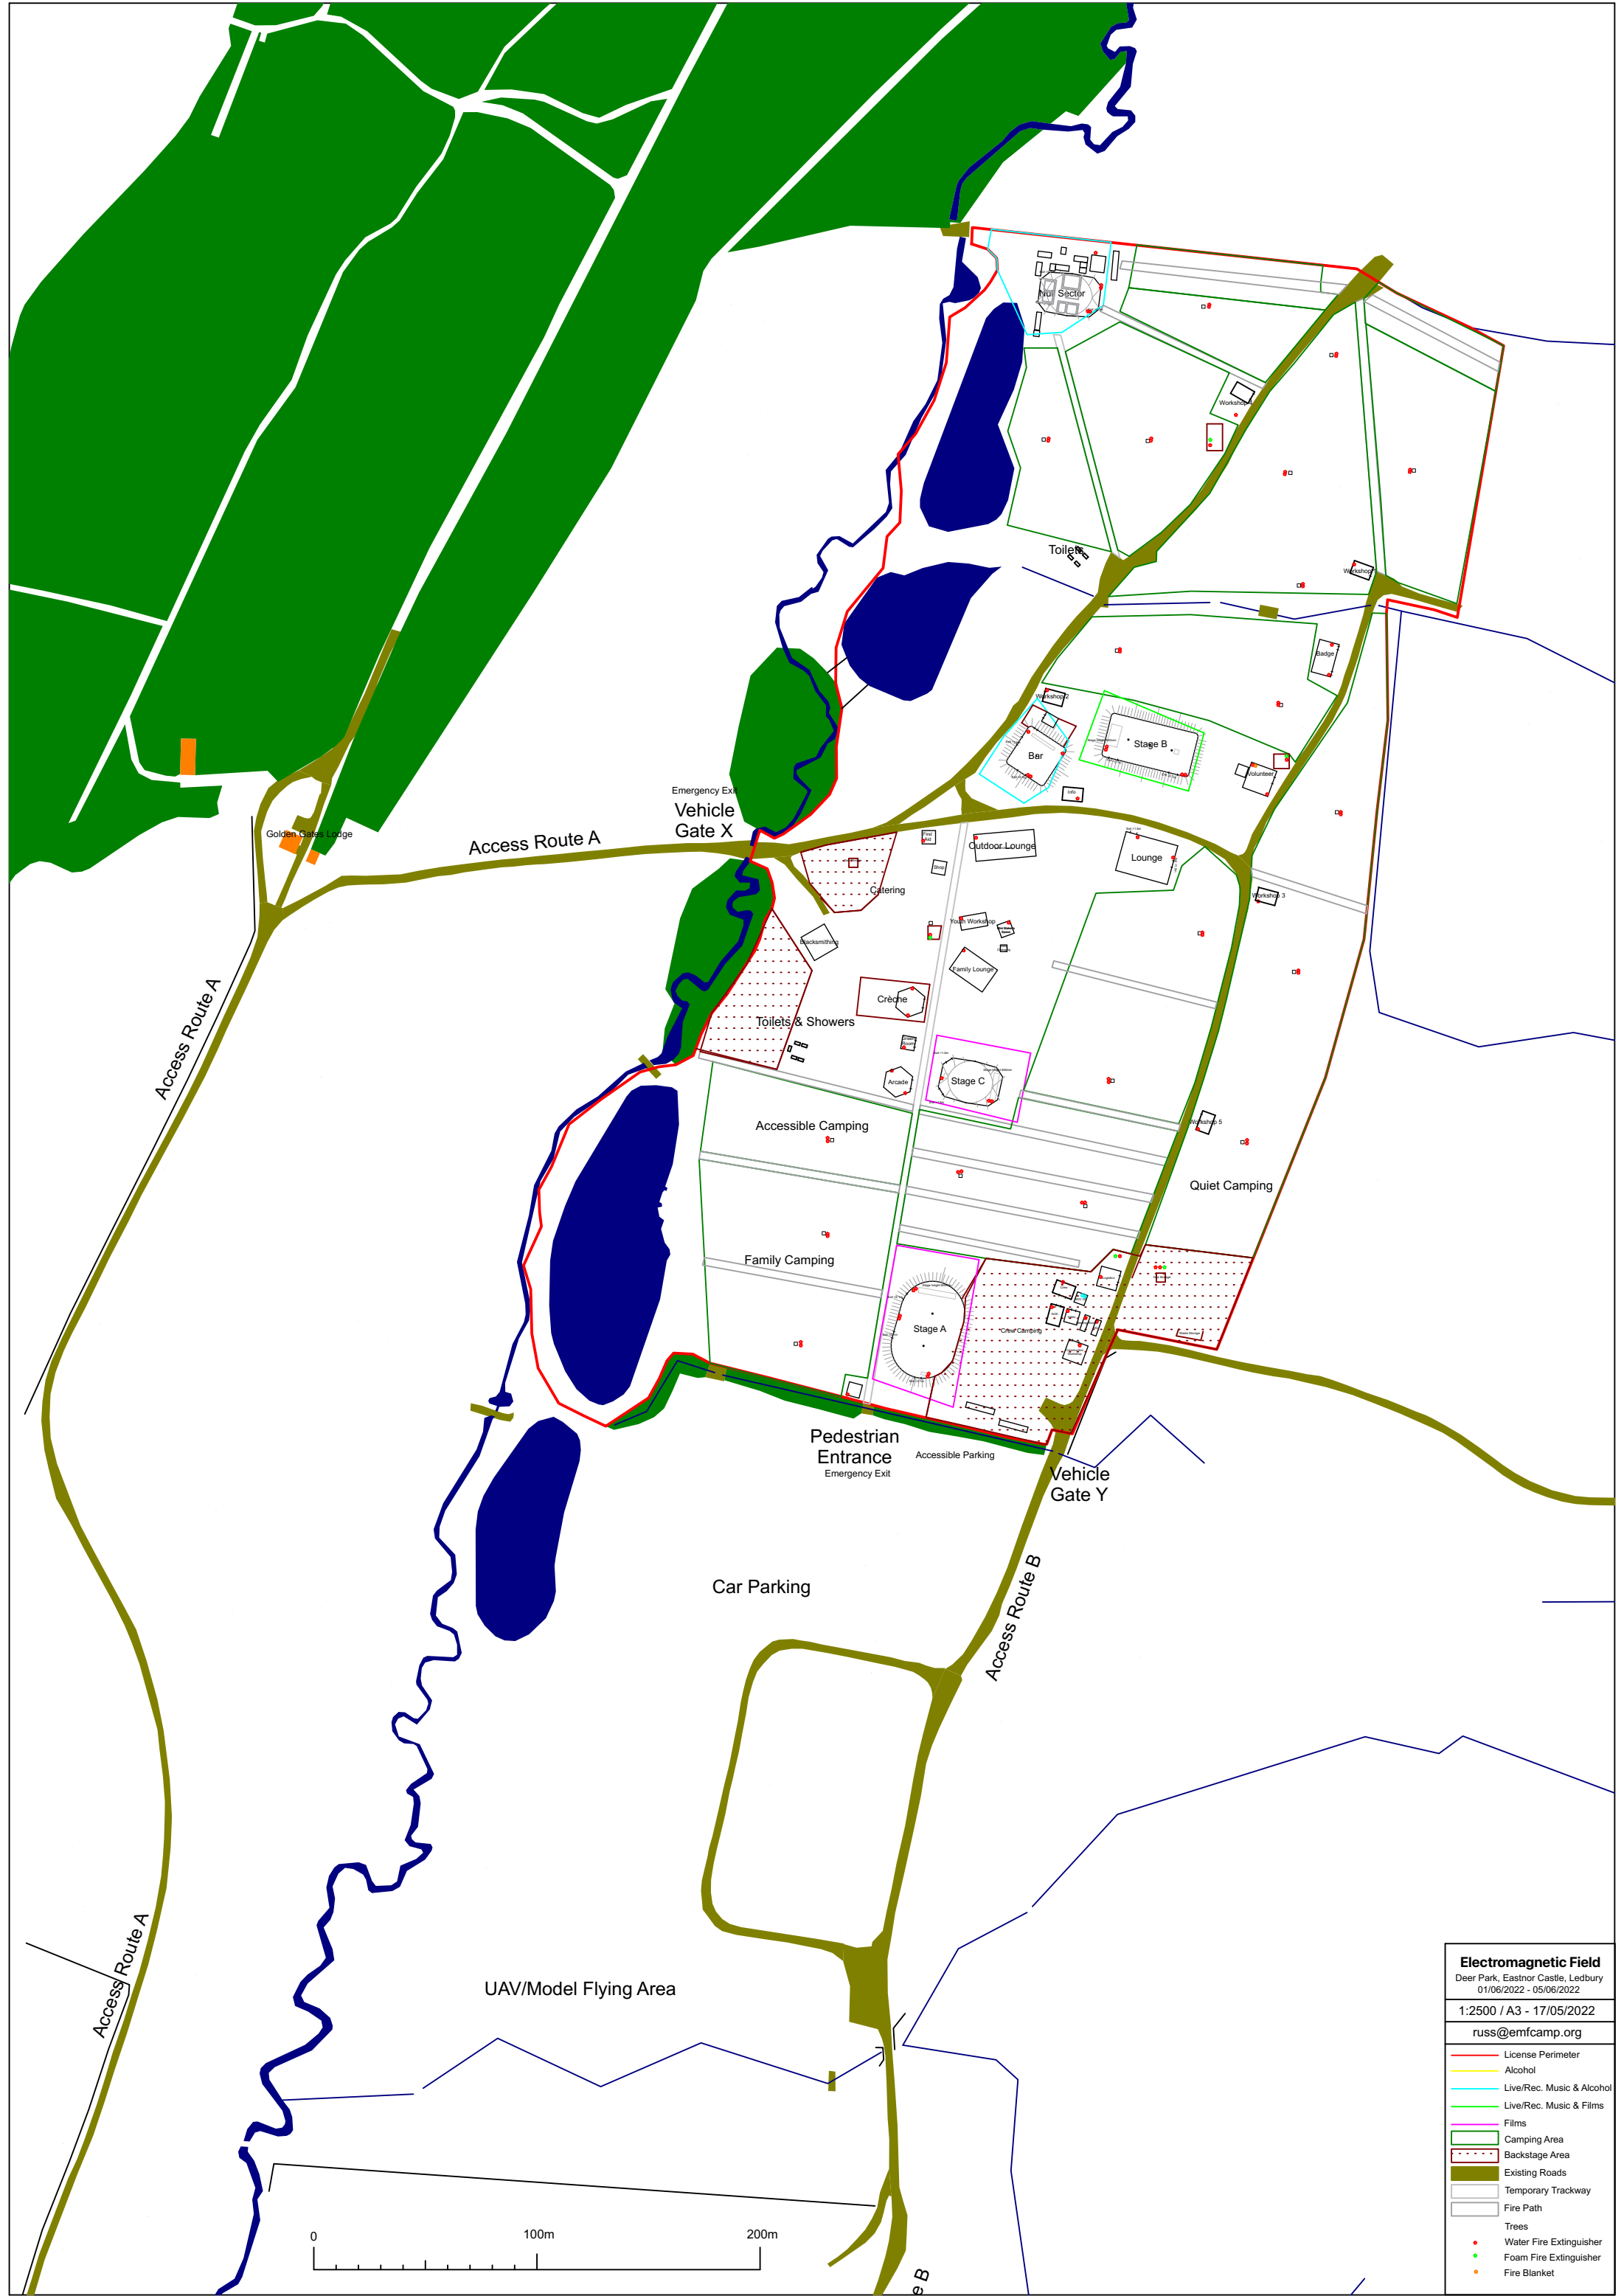 Nul Sector
Workshop 4
Toilets
Workshop
Badge
Workshop 2
Stage B
Bar
Volunteer
Info
Emergency Exit
Vehicle
Gate X
Golden Gates Lodge
Access Route A
First
Aid
Outdoor Lounge
Lounge
Shop
Catering
Workshop 3
Youth Workshop
Blacksmithing
Family Lounge
Crèche
Access Route A
Toilets & Showers
Arcade
Stage C
Accessible Camping
Workshop 5
Quiet Camping
Family Camping
Stage A
Crew Camping
Pedestrian
Entrance
Emergency Exit
Accessible Parking
Vehicle
Gate Y
Car Parking
Access Route B
Access Route A
UAV/Model Flying Area
0
100m
200m
e B
Electromagnetic Field
Deer Park, Eastnor Castle, Ledbury
01/06/2022 - 05/06/2022
1:2500 / A3 - 17/05/2022
russ@emfcamp.org
License Perimeter
Alcohol
Live/Rec. Music & Alcohol
Live/Rec. Music & Films
Films
Camping Area
Backstage Area
Existing Roads
Temporary Trackway
Fire Path
Trees
Water Fire Extinguisher
Foam Fire Extinguisher
Fire Blanket